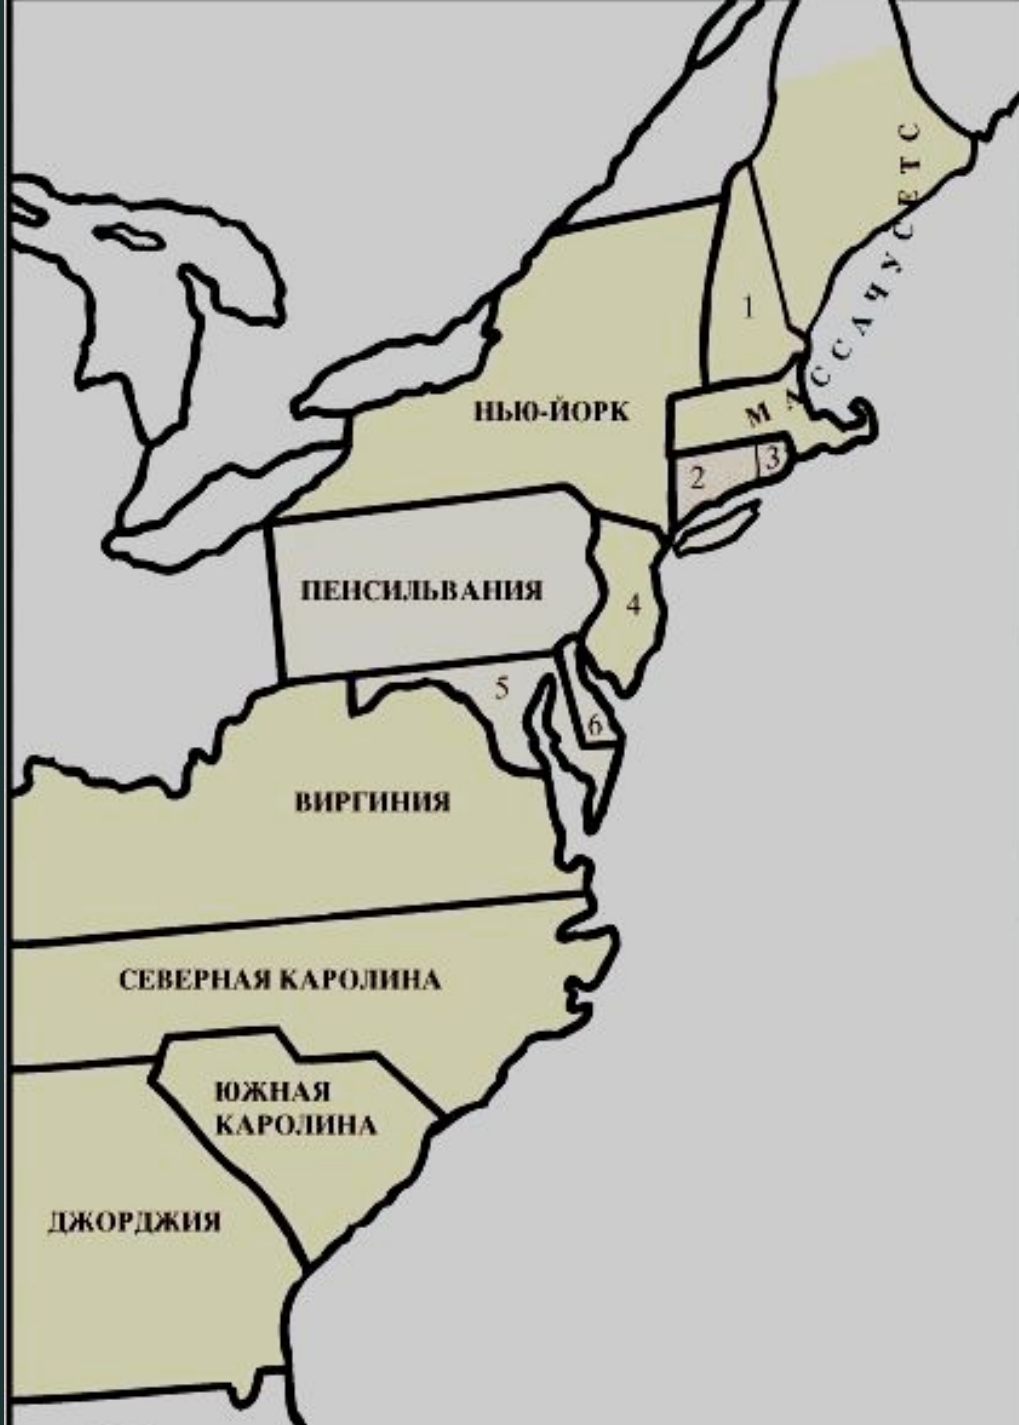 МАССАЧУСЕТС
1
НЬЮ-ЙОРК
2
3
ПЕНСИЛЬВАНИЯ
4
5
6
ВИРГИНИЯ
СЕВЕРНАЯ КАРОЛИНА
ЮЖНАЯ
КАРОЛИНА
ДЖОРДЖИЯ